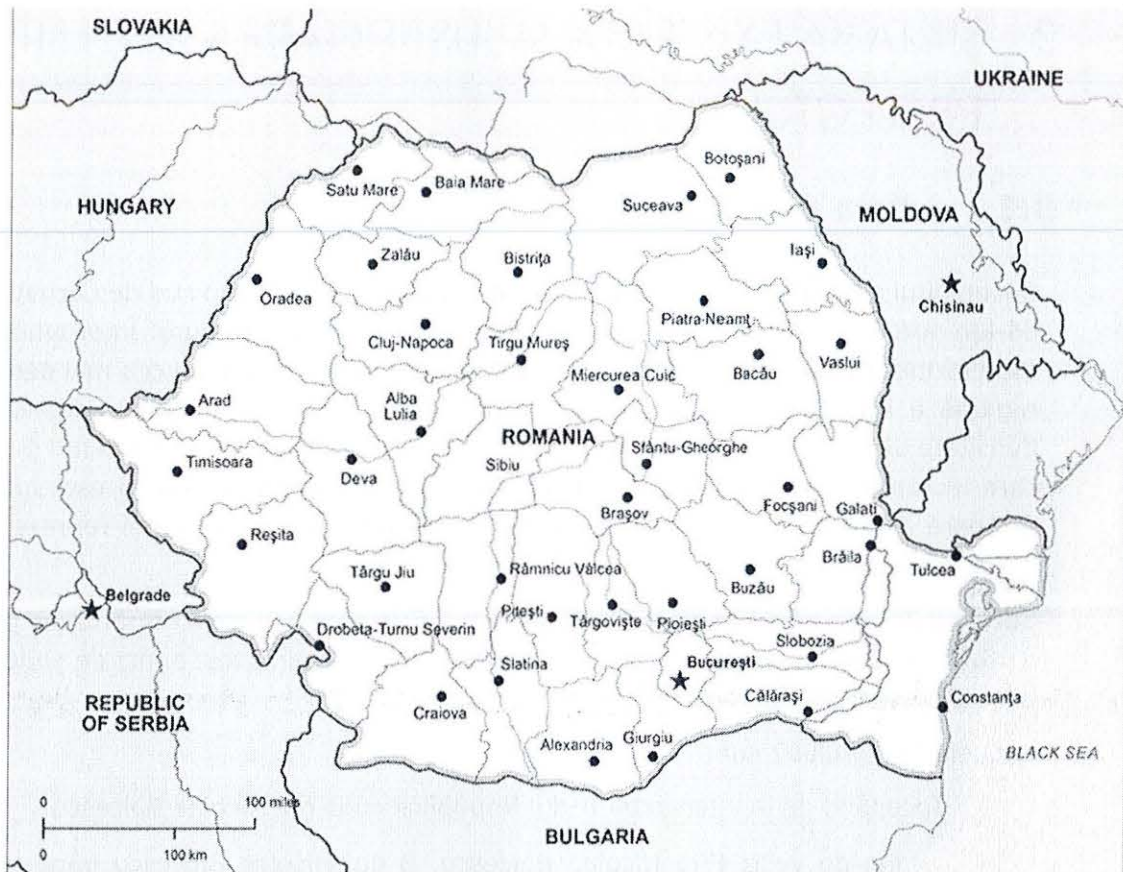 SLOVAKIA
UKRAINE
HUNGARY
MOLDOVA
Botoşani
Satu Mare
Baia Mare
Suceava
Iaşi
Zalău
Bistriţa
Oradea
Chisinau
Piatra-Neamţ
Cluj-Napoca
Tirgu Mureş
Vaslui
Bacău
Miercurea Cuic
Arad
Alba
Lulia
ROMANIA
Sfântu-Gheorghe
Timisoara
Sibiu
Deva
Focşani
Galati
Braşov
Reşita
Brăila
Tulcea
Râmnicu Vâlcea
Târgu Jiu
Buzău
Belgrade
Piteşti
Târgovişte
Ploieşti
Drobeta-Turnu Severin
Slobozia
Slatina
Bucureşti
REPUBLIC
OF SERBIA
Craiova
Călăraşi
Constanţa
Alexandria
Giurgiu
BLACK SEA
0 100 miles
0 100 km
BULGARIA